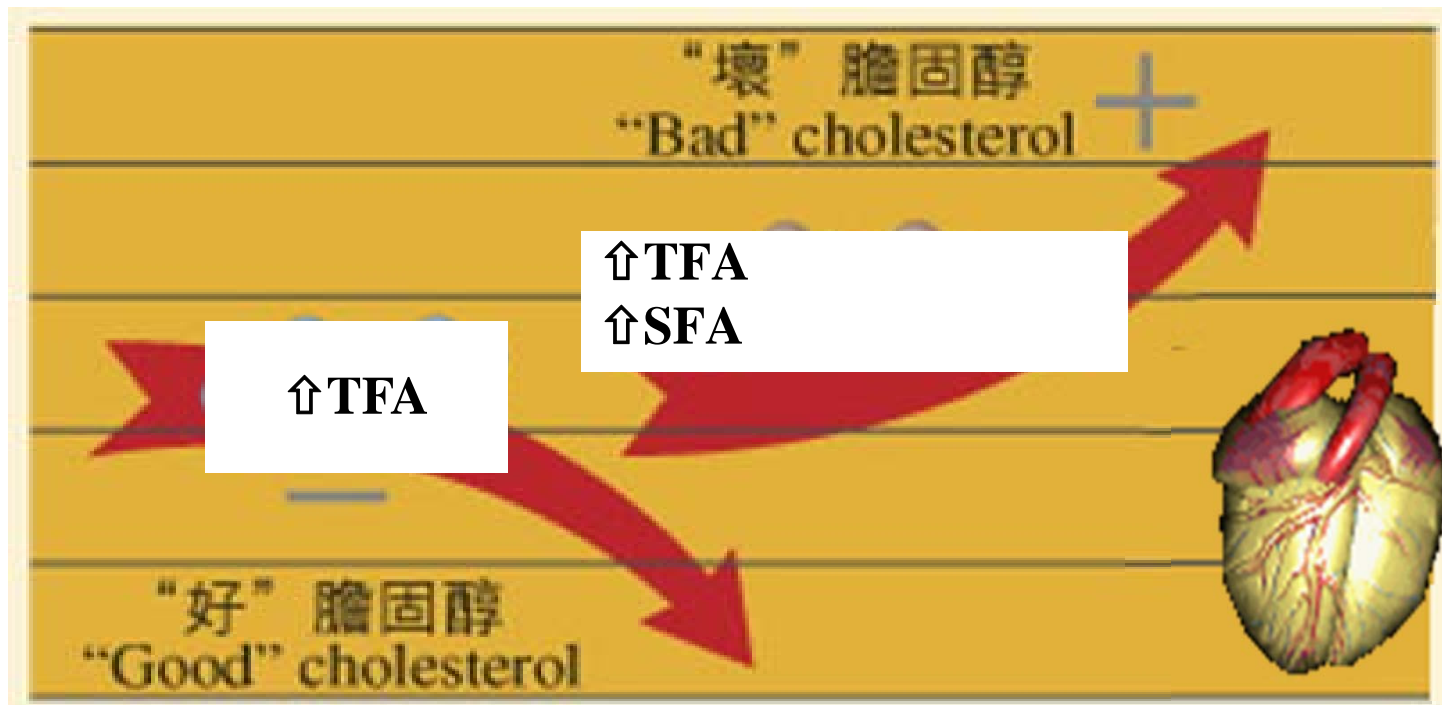 “壞” 膽固醇
“Bad” cholesterol
⇧TFA
⇧SFA
⇧TFA
“好” 膽固醇
“Good” cholesterol